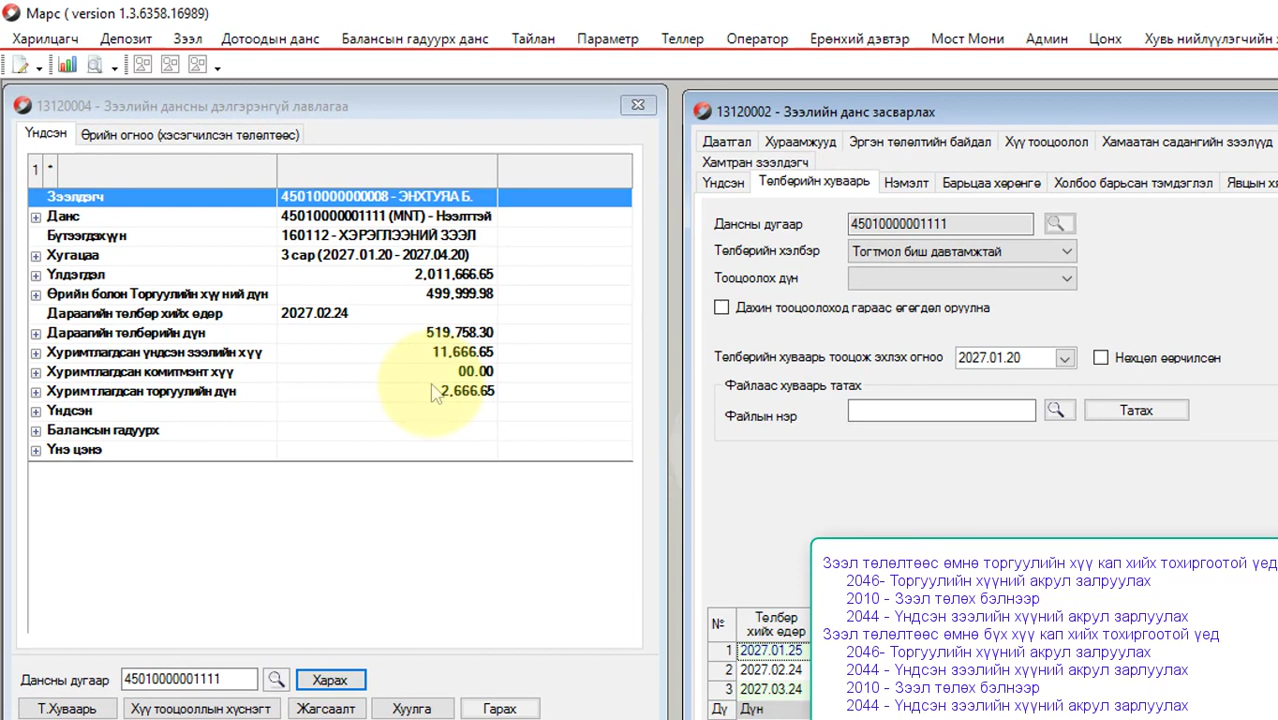 Марс ( version 1.3.6358.16989)
Харилцагч Депозит Зээл Дотоодын данс Балансын гадуурх данс Тайлан Параметр Теллер Оператор Ерөнхий дэвтэр Мост Мони Админ Цонх Хувь нийлүүлэгчийн
13120004 - Зээлийн дансны дэлгэрэнгүй лавлагаа
Үндсэн Өрийн огноо (хэсэгчилсэн төлөлтөөс)
1 *
Зээлдэгч 45010000000008 - ЭНХТУЯА Б.
Данс 45010000001111 (MNT) - Нээлттэй
Бүтээгдэхүүн 160112 - ХЭРЭГЛЭЭНИЙ ЗЭЭЛ
Хугацаа 3 сар (2027.01.20 - 2027.04.20)
Үлдэгдэл 2,011,666.65
Өрийн болон Торгуулийн хүүний дүн 499,999.98
Дараагийн төлбөр хийх өдөр 2027.02.24
Дараагийн төлбөрийн дүн 519,758.30
Хуримтлагдсан үндсэн зээлийн хүү 11,666.65
Хуримтлагдсан комитмэнт хүү 00.00
Хуримтлагдсан торгуулийн дүн 2,666.65
Үндсэн
Балансын гадуурх
Үнэ цэнэ
Дансны дугаар 45010000001111 Харах
Т.Хуваарь Хүү тооцооллын хүснэгт Жагсаалт Хуулга Гарах
13120002 - Зээлийн данс засварлах
Даатгал Хураамжууд Эргэн төлөлтийн байдал Хүү тооцоолол Хамаатан садангийн зээлүүд
Хамтран зээлдэгч
Үндсэн Төлбөрийн хуваарь Нэмэлт Барьцаа хөрөнгө Холбоо барьсан тэмдэглэл
Дансны дугаар 45010000001111
Төлбөрийн хэлбэр Тогтмол биш давтамжтай
Тооцоолох дүн
Дахин тооцоолоход гараас өгөгдөл оруулна
Төлбөрийн хуваарь тооцож эхлэх огноо 2027.01.20 Нөхцөл өөрчилсөн
Файлаас хуваарь татах
Файлын нэр Татах
№ Төлбөр
хийх өдөр
1 2027.01.25
2 2027.02.24
3 2027.03.24
Дү Дүн
Зээл төлөлтөөс өмнө торгуулийн хүү кап хийх тохиргоотой үед
2046- Торгуулийн хүүний акрул залруулах
2010 - Зээл төлөх бэлнээр
2044 - Үндсэн зээлийн хүүний акрул зарлуулах
Зээл төлөлтөөс өмнө бүх хүү кап хийх тохиргоотой үед
2046- Торгуулийн хүүний акрул залруулах
2044 - Үндсэн зээлийн хүүний акрул зарлуулах
2010 - Зээл төлөх бэлнээр
2044 - Үндсэн зээлийн хүүний акрул зарлуулах